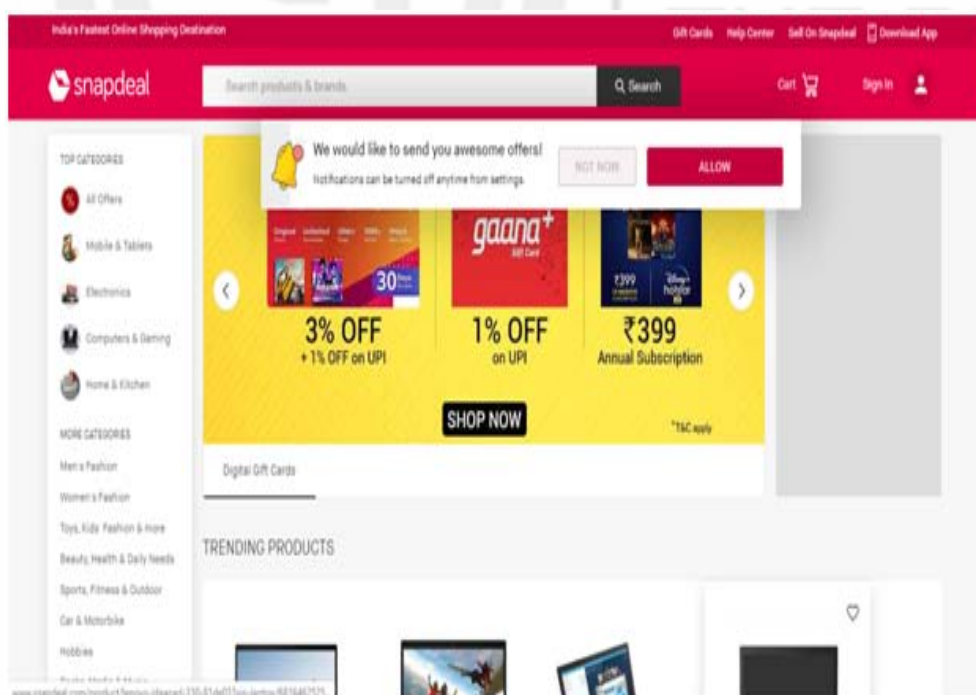 India's Fastest Online Shopping Destination
Gift Cards Help Center Sell On Snapdeal Download App
snapdeal
Search products & brands
Search
Cart
Sign In
We would like to send you awesome offers!
Notifications can be turned off anytime from settings.
NOT NOW
ALLOW
TOP CATEGORIES
All Offers
Mobile & Tablets
Electronics
Computers & Gaming
Home & Kitchen
MORE CATEGORIES
Men's Fashion
Women's Fashion
Toys, Kids' Fashion & more
Beauty, Health & Daily Needs
Sports, Fitness & Outdoor
Car & Motorbike
Hobbies
30
gaana+
Gift Card
₹399
Disney+
hotstar
3% OFF
+ 1% OFF on UPI
1% OFF
on UPI
₹399
Annual Subscription
SHOP NOW
*T&C apply
Digital Gift Cards
TRENDING PRODUCTS